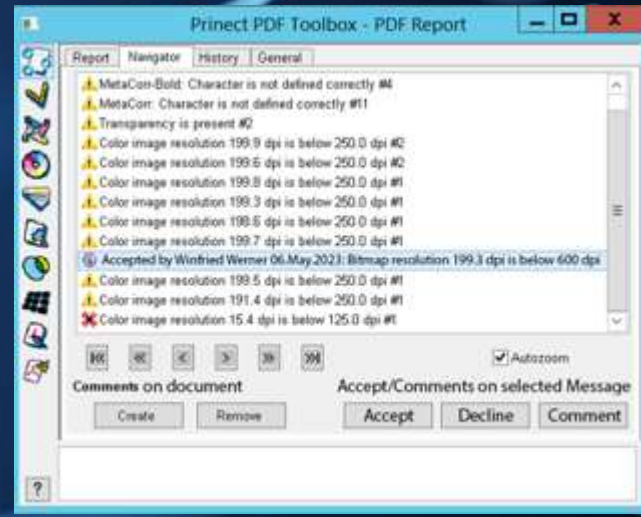 Prinect PDF Toolbox - PDF Report
Report Navigator History General
MetaCorr-Bold: Character is not defined correctly #4
MetaCorr: Character is not defined correctly #11
Transparency is present #2
Color image resolution 199.9 dpi is below 250.0 dpi #2
Color image resolution 199.6 dpi is below 250.0 dpi #2
Color image resolution 199.8 dpi is below 250.0 dpi #1
Color image resolution 199.3 dpi is below 250.0 dpi #1
Color image resolution 198.6 dpi is below 250.0 dpi #1
Color image resolution 199.7 dpi is below 250.0 dpi #1
Accepted by Winfried Werner 06.May.2023: Bitmap resolution 199.3 dpi is below 600 dpi
Color image resolution 199.5 dpi is below 250.0 dpi #1
Color image resolution 191.4 dpi is below 250.0 dpi #1
Color image resolution 15.4 dpi is below 125.0 dpi #1
Autozoom
Comments on document Accept/Comments on selected Message
Create Remove Accept Decline Comment
?